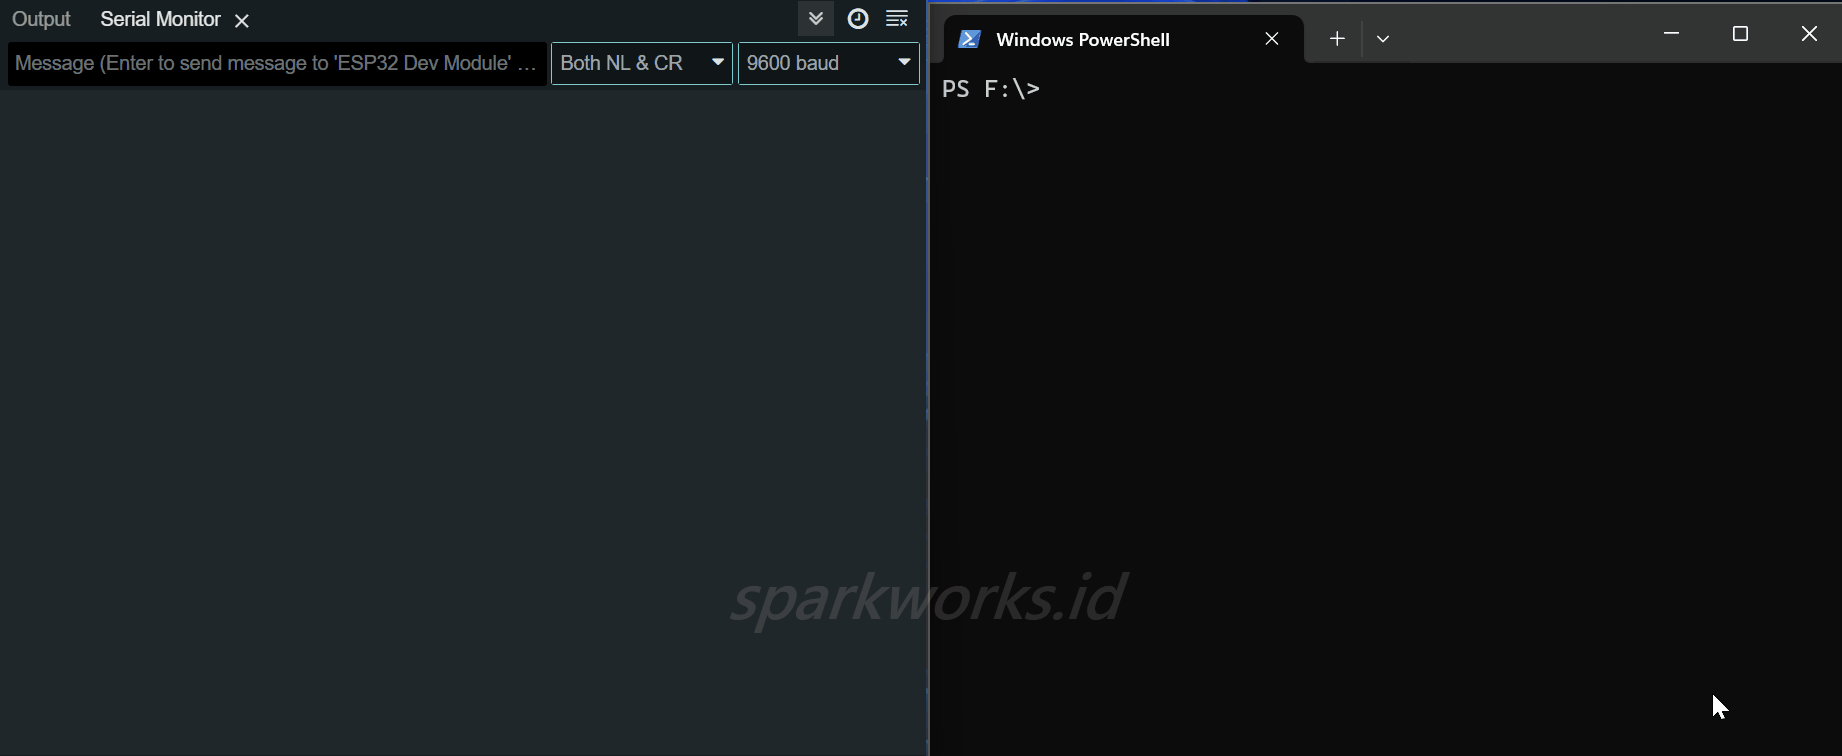 Output Serial Monitor
Message (Enter to send message to 'ESP32 Dev Module' ... Both NL & CR 9600 baud
Windows PowerShell
PS F:\>
sparkworks.id